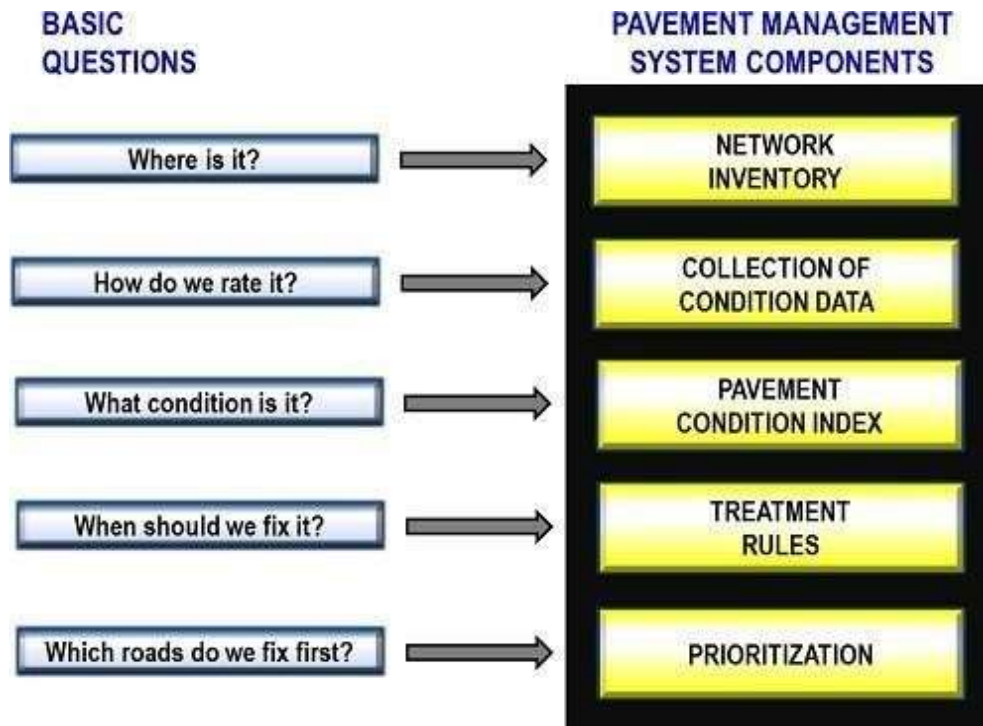 BASIC
QUESTIONS
PAVEMENT MANAGEMENT
SYSTEM COMPONENTS
Where is it?
NETWORK
INVENTORY
How do we rate it?
COLLECTION OF
CONDITION DATA
What condition is it?
PAVEMENT
CONDITION INDEX
When should we fix it?
TREATMENT
RULES
Which roads do we fix first?
PRIORITIZATION